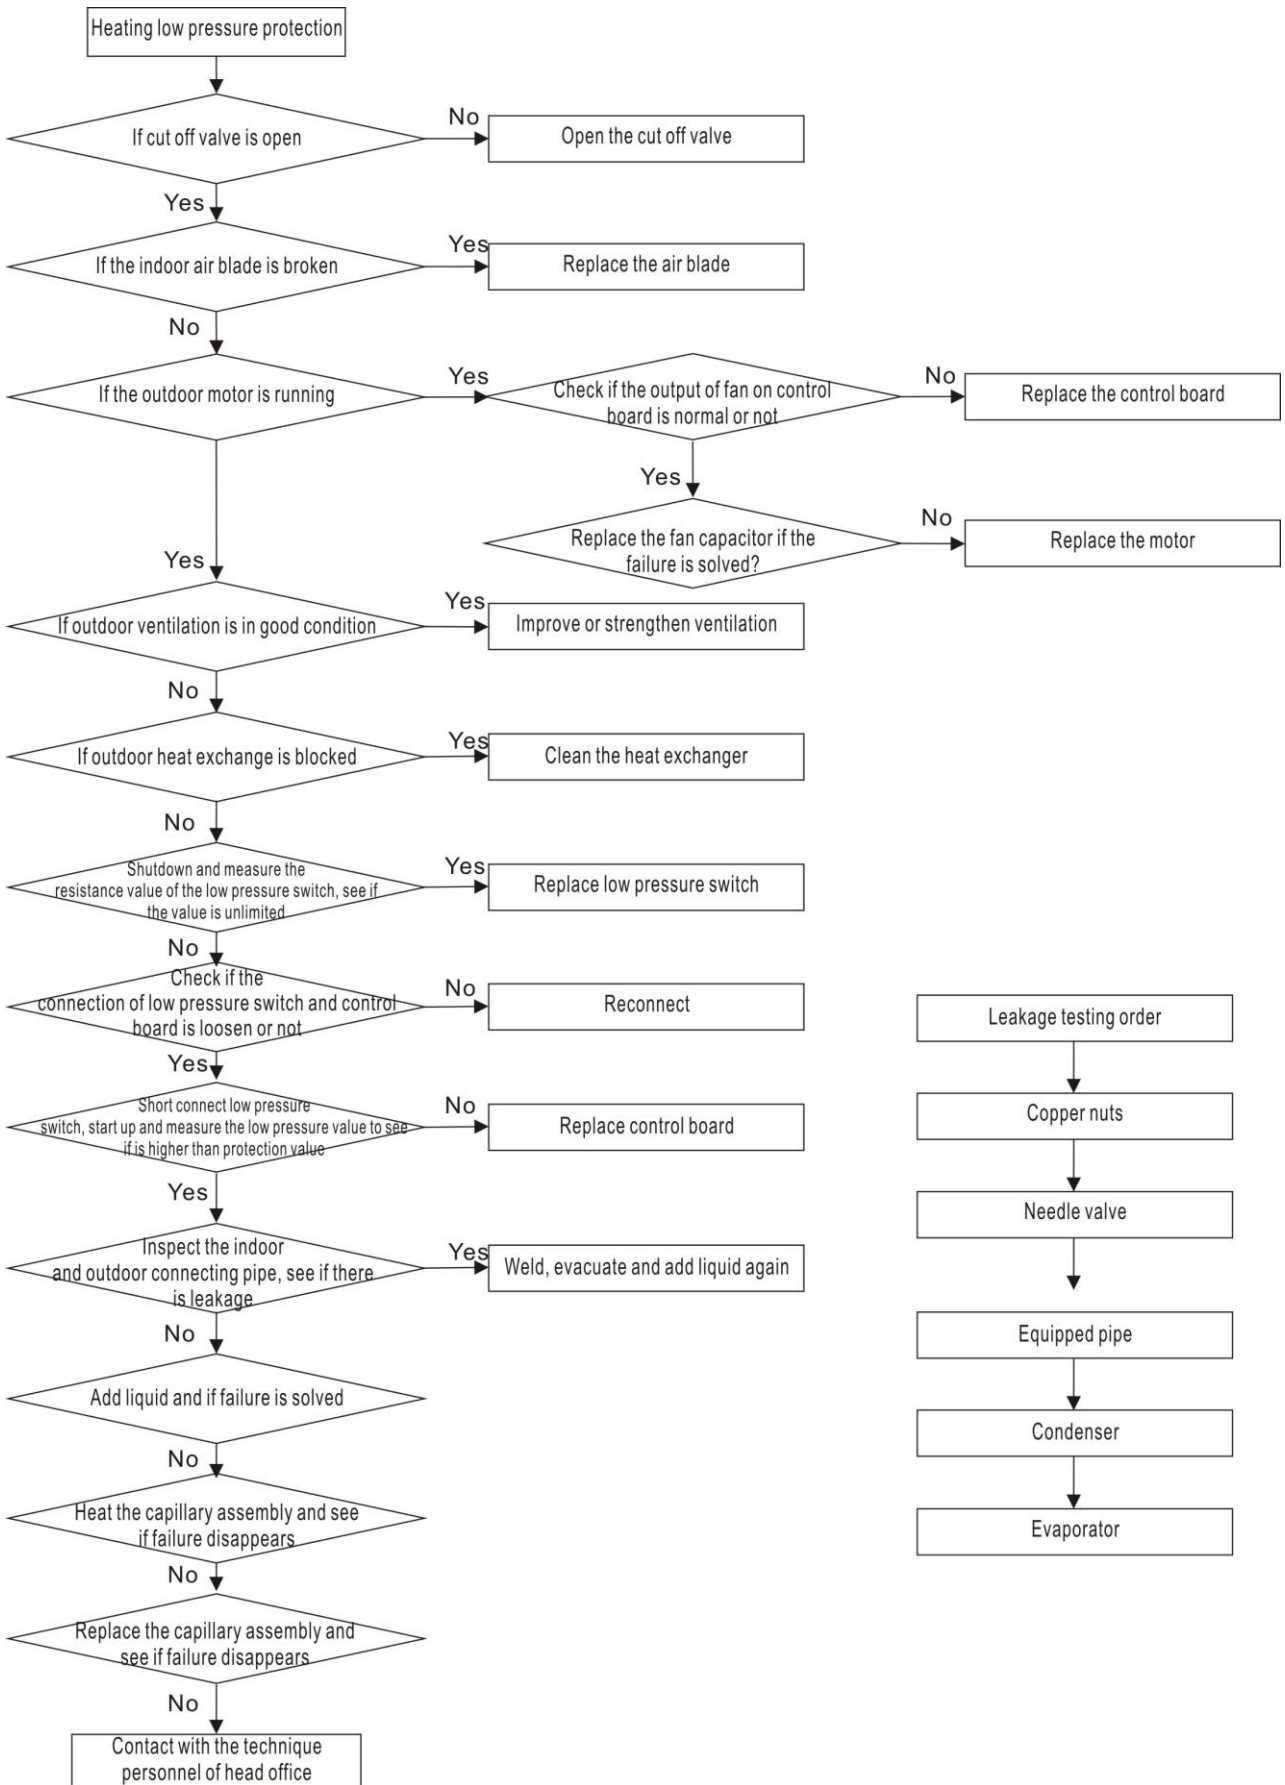 Heating low pressure protection
If cut off valve is open
No
Open the cut off valve
Yes
If the indoor air blade is broken
Yes
Replace the air blade
No
If the outdoor motor is running
Yes
Check if the output of fan on control
board is normal or not
No
Replace the control board
Yes
Replace the fan capacitor if the
failure is solved?
No
Replace the motor
Yes
If outdoor ventilation is in good condition
Yes
Improve or strengthen ventilation
No
If outdoor heat exchange is blocked
Yes
Clean the heat exchanger
No
Shutdown and measure the
resistance value of the low pressure switch, see if
the value is unlimited
Yes
Replace low pressure switch
No
Check if the
connection of low pressure switch and control
board is loosen or not
No
Reconnect
Yes
Short connect low pressure
switch, start up and measure the low pressure value to see
if is higher than protection value
No
Replace control board
Yes
Inspect the indoor
and outdoor connecting pipe, see if there
is leakage
Yes
Weld, evacuate and add liquid again
No
Add liquid and if failure is solved
No
Heat the capillary assembly and see
if failure disappears
No
Replace the capillary assembly and
see if failure disappears
No
Contact with the technique
personnel of head office
Leakage testing order
Copper nuts
Needle valve
Equipped pipe
Condenser
Evaporator